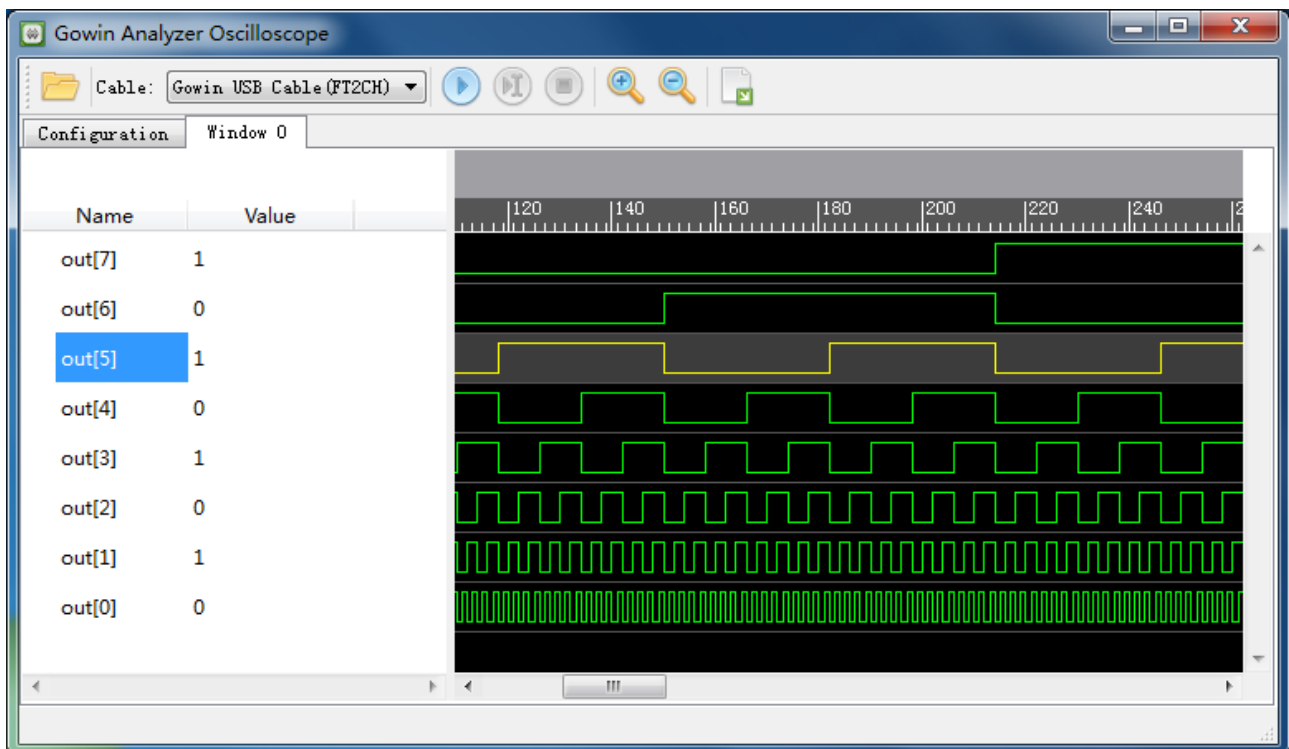 Gowin Analyzer Oscilloscope
Cable: Gowin USB Cable(FT2CH)
Configuration Window 0
Name Value
120 140 160 180 200 220 240 2
out[7] 1
out[6] 0
out[5] 1
out[4] 0
out[3] 1
out[2] 0
out[1] 1
out[0] 0